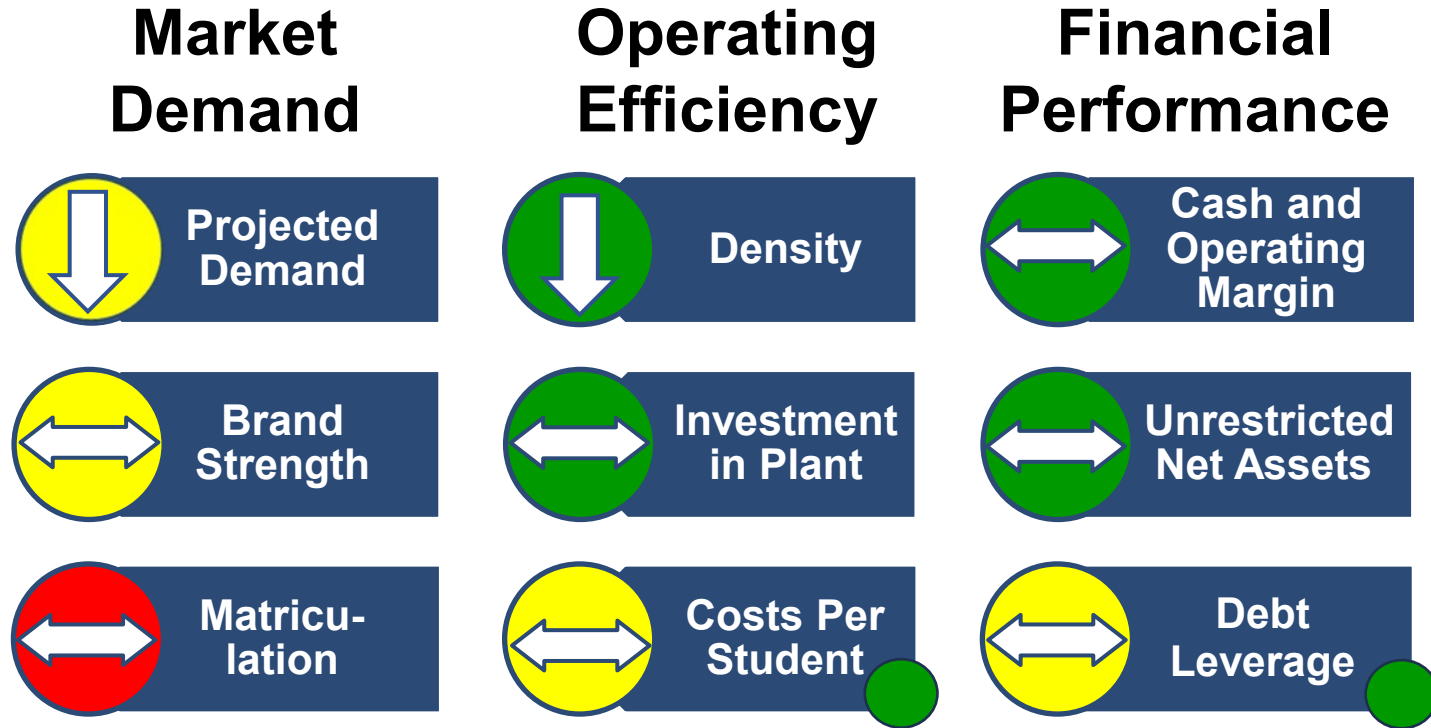 Market
Demand
Projected
Demand
Brand
Strength
Matricu-
lation
Operating
Efficiency
Density
Investment
in Plant
Costs Per
Student
Financial
Performance
Cash and
Operating
Margin
Unrestricted
Net Assets
Debt
Leverage